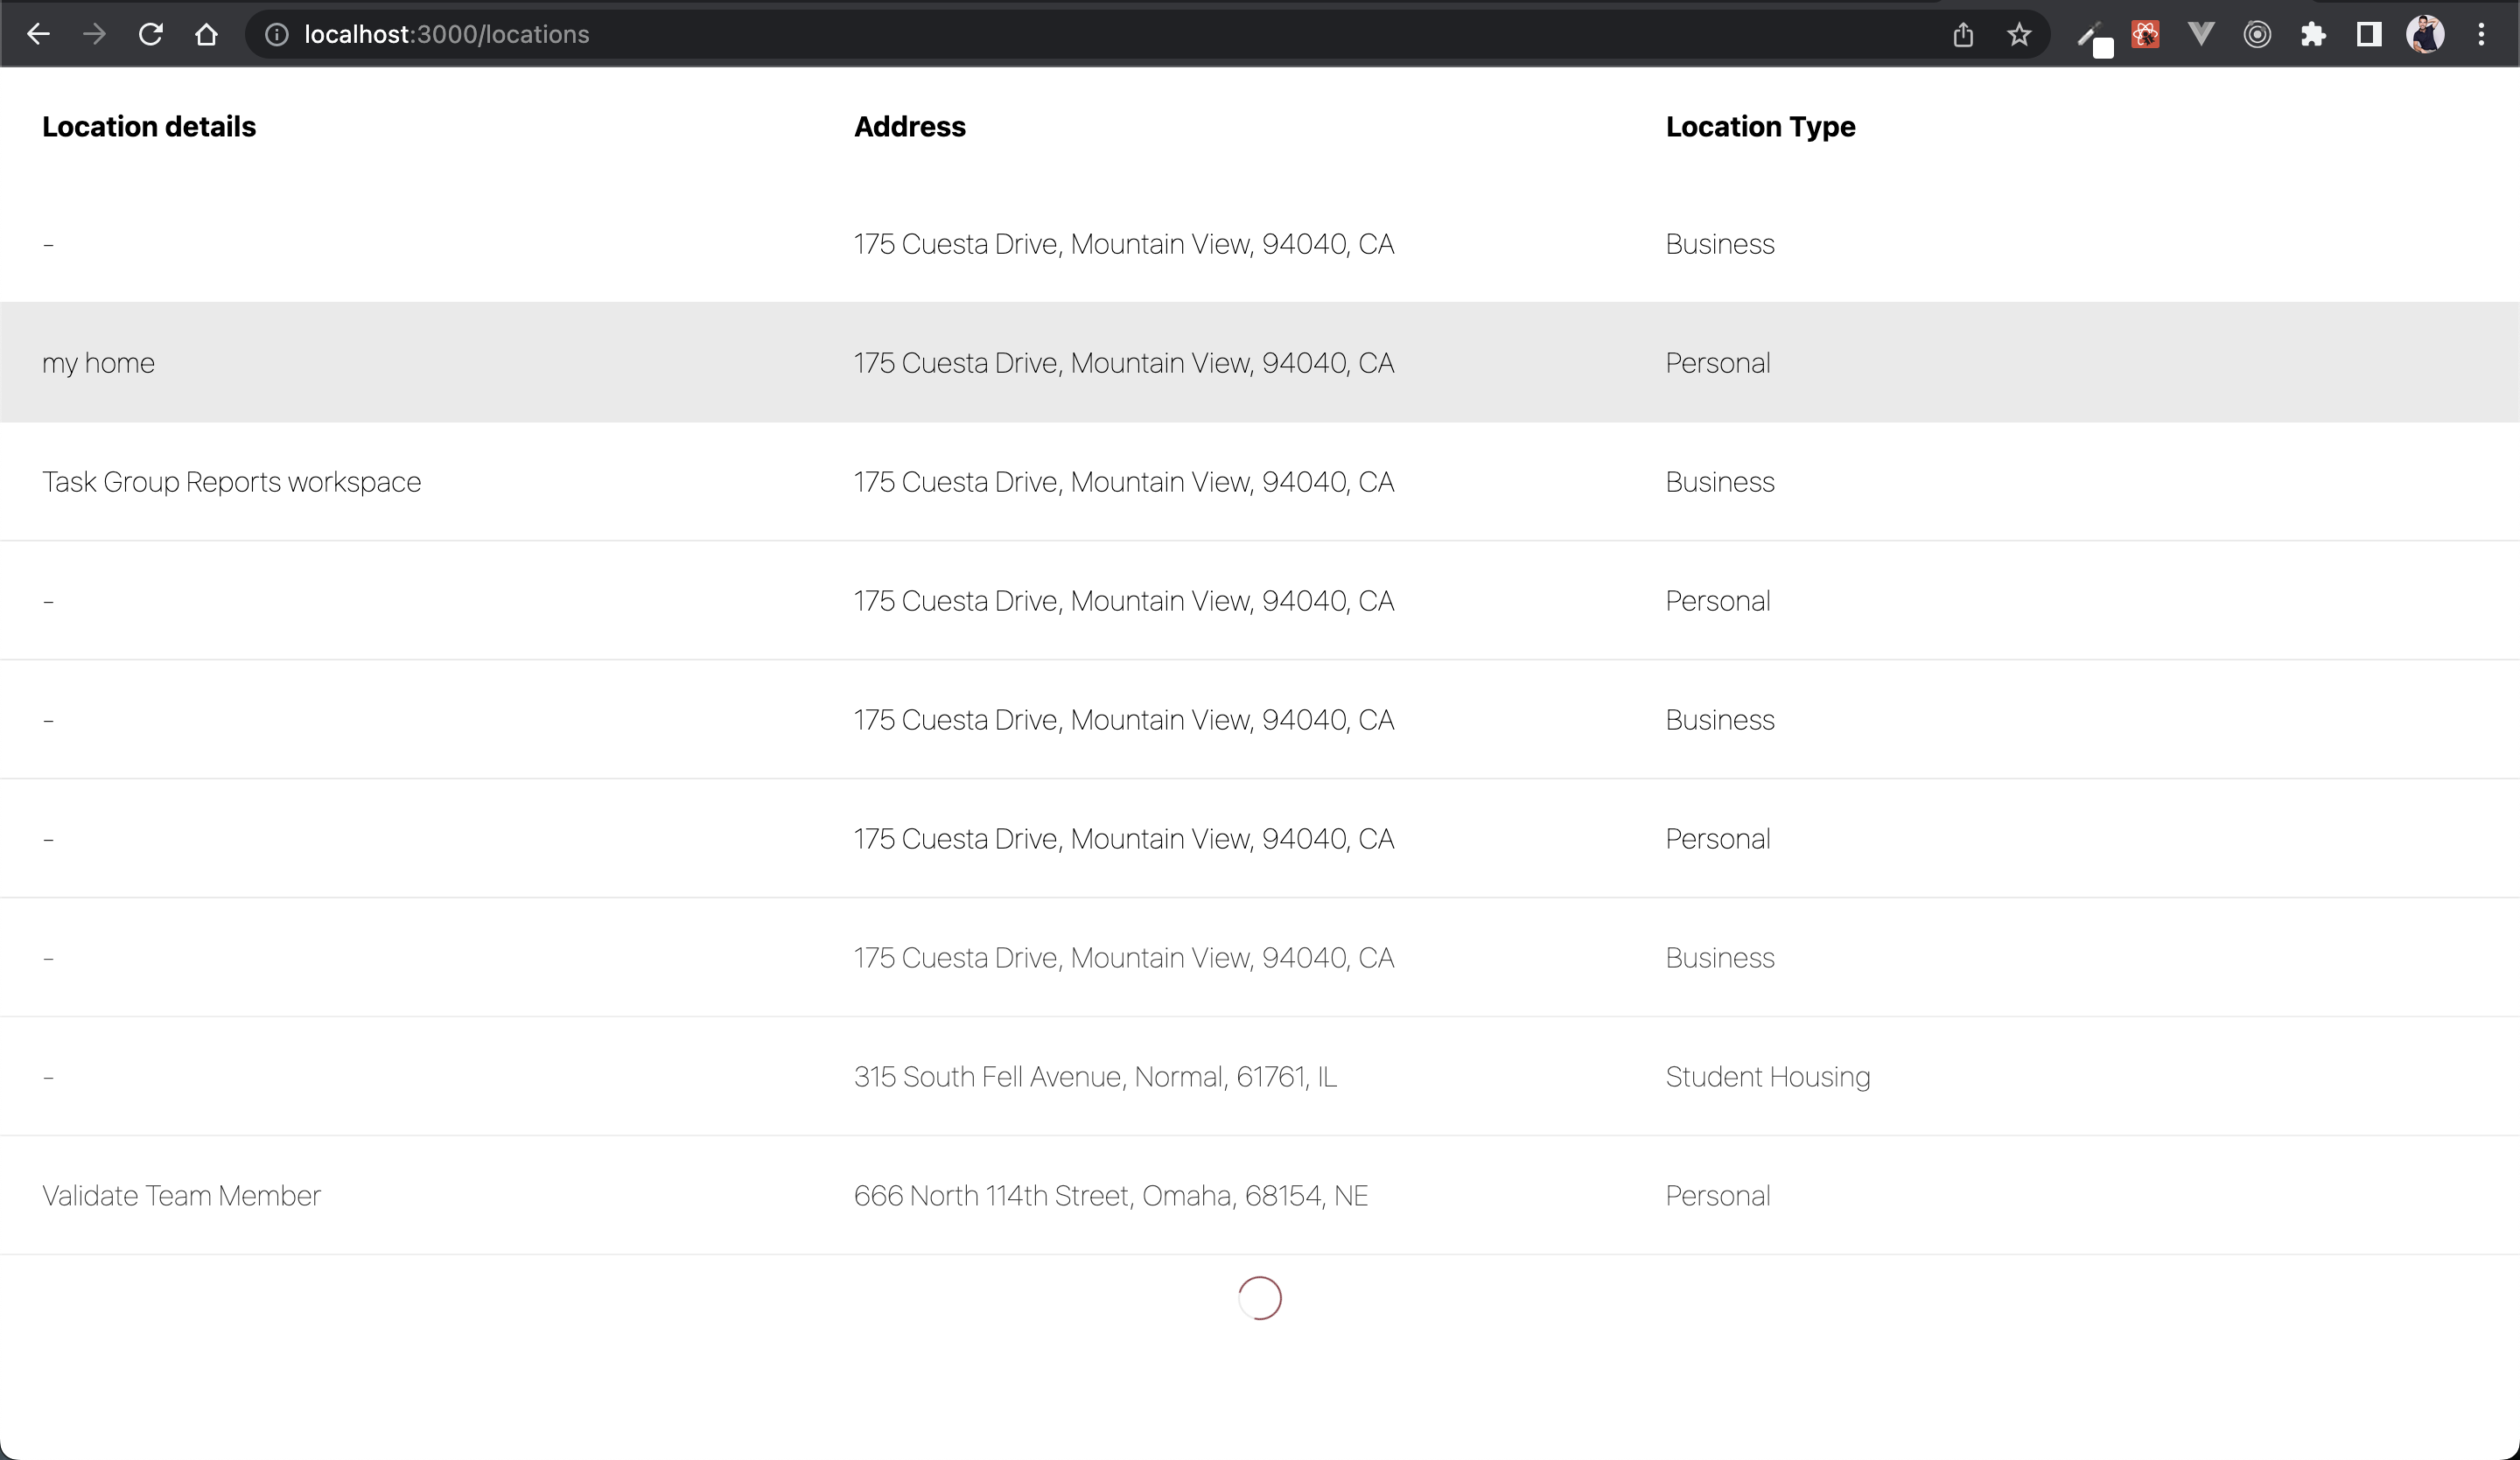 localhost:3000/locations
Location details Address Location Type
- 175 Cuesta Drive, Mountain View, 94040, CA Business
my home 175 Cuesta Drive, Mountain View, 94040, CA Personal
Task Group Reports workspace 175 Cuesta Drive, Mountain View, 94040, CA Business
- 175 Cuesta Drive, Mountain View, 94040, CA Personal
- 175 Cuesta Drive, Mountain View, 94040, CA Business
- 175 Cuesta Drive, Mountain View, 94040, CA Personal
- 175 Cuesta Drive, Mountain View, 94040, CA Business
- 315 South Fell Avenue, Normal, 61761, IL Student Housing
Validate Team Member 666 North 114th Street, Omaha, 68154, NE Personal